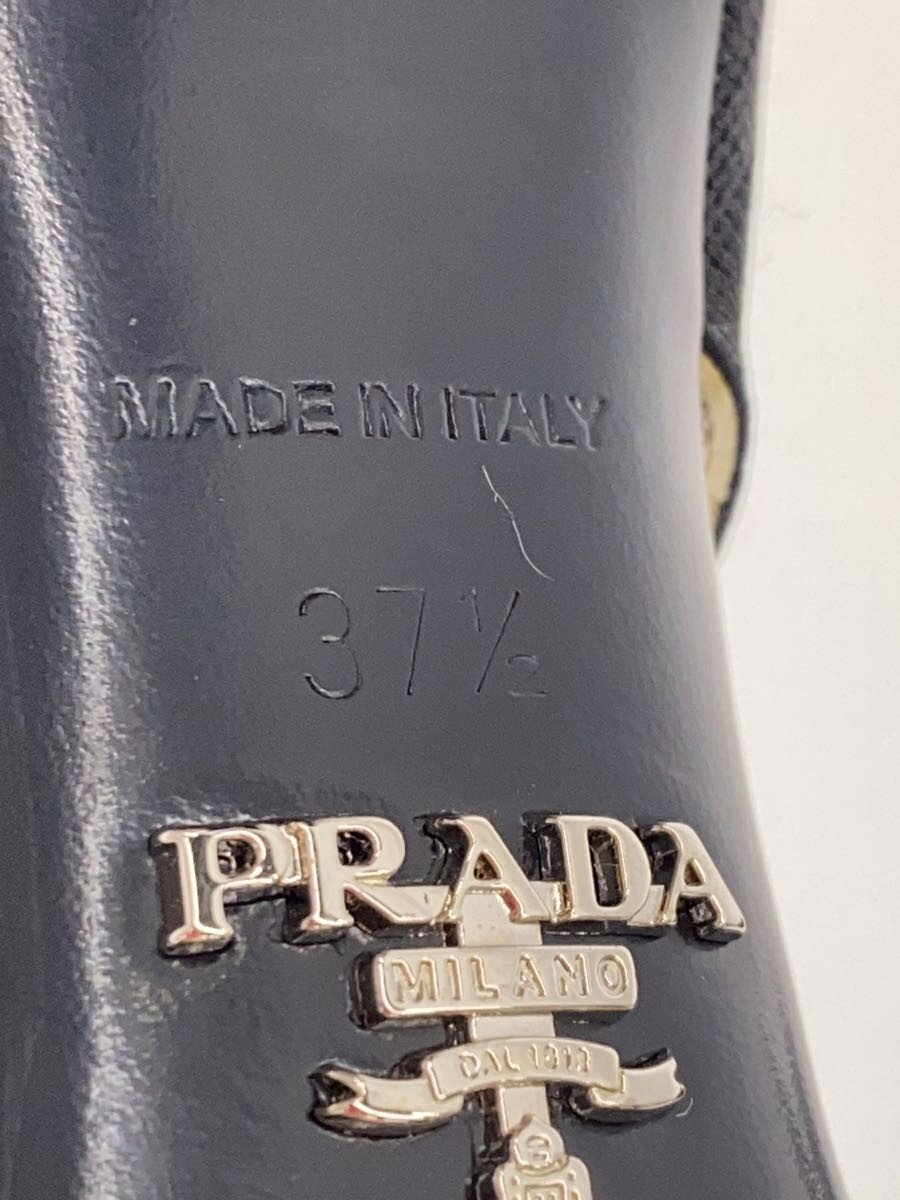 MADE IN ITALY
37½
PRADA
MILANO
DAL 1913